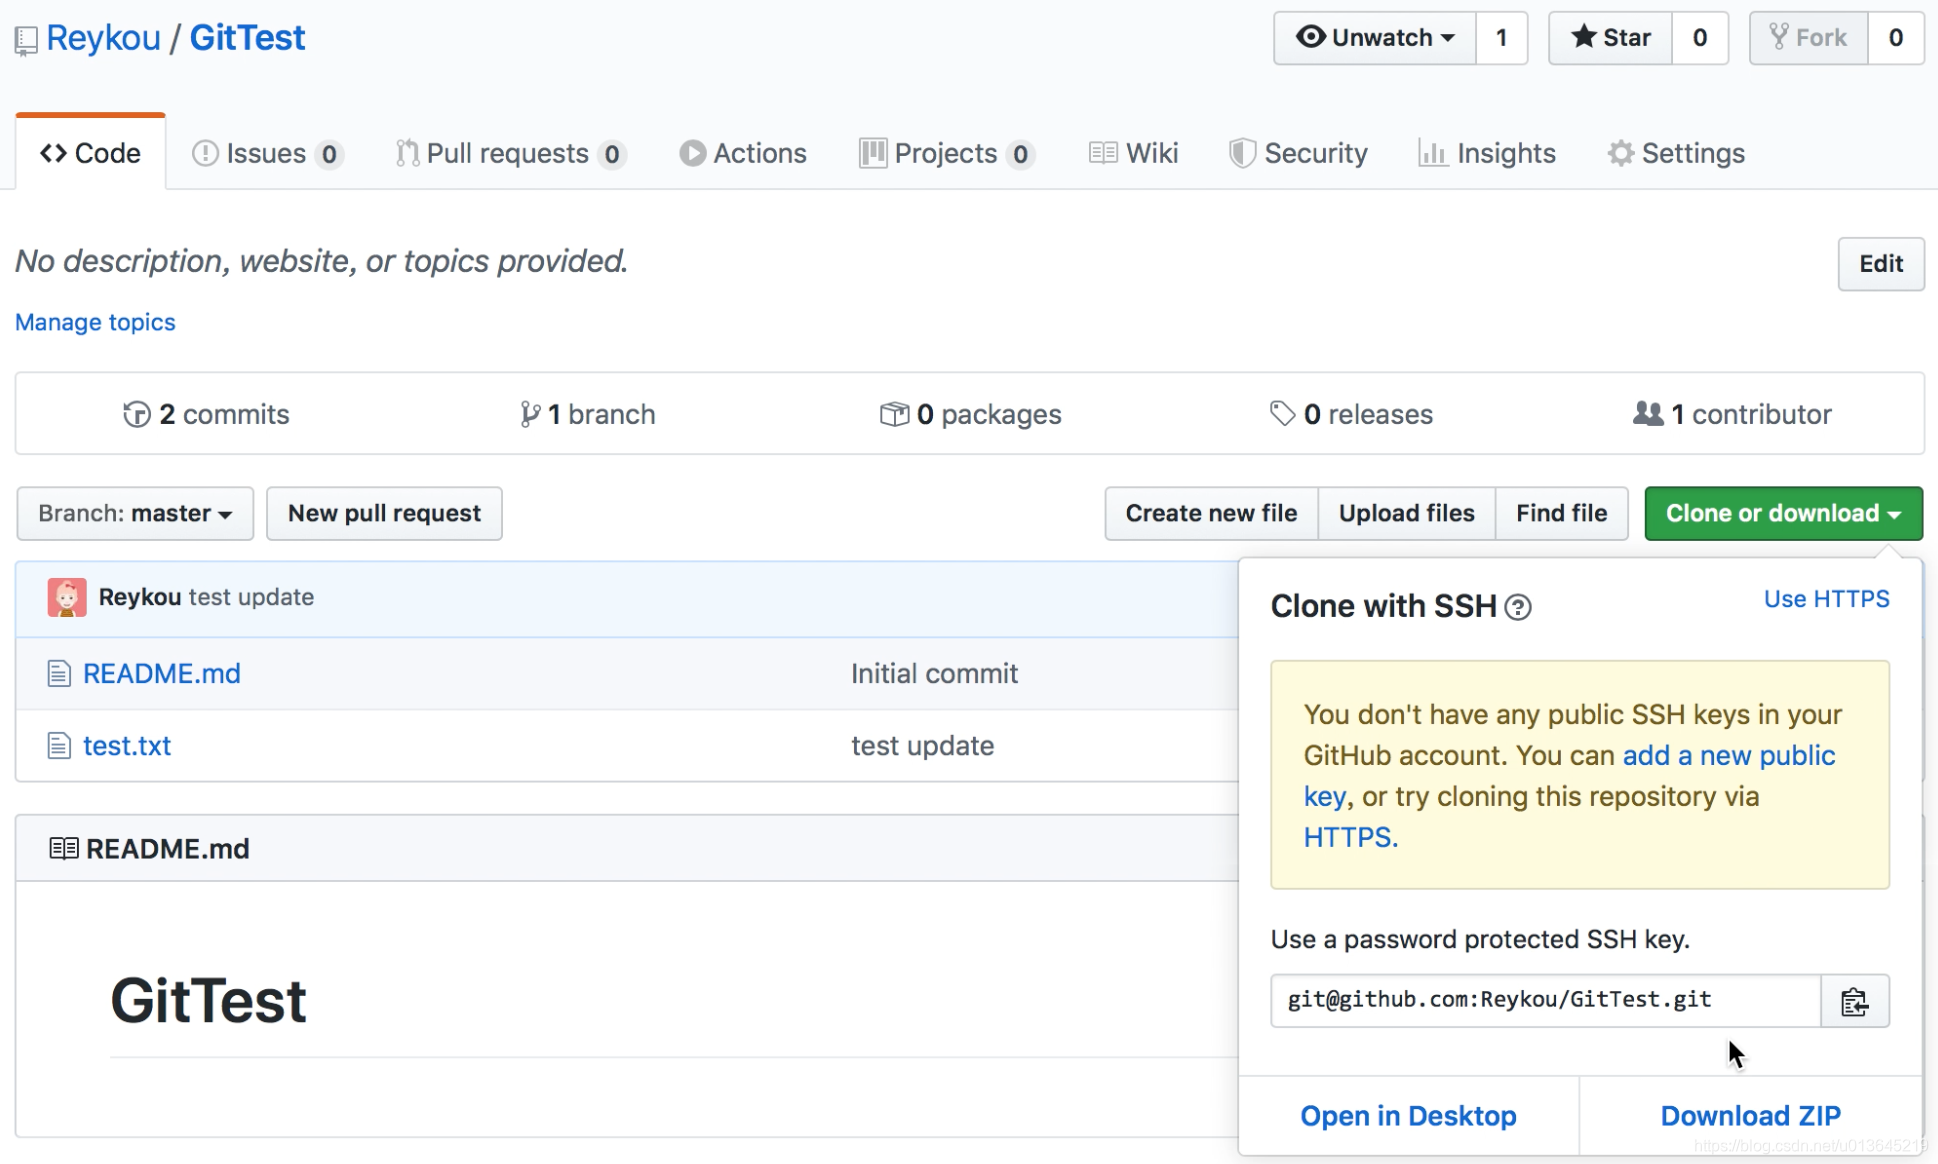 Reykou / GitTest
Unwatch 1 Star 0 Fork 0
Code Issues 0 Pull requests 0 Actions Projects 0 Wiki Security Insights Settings
No description, website, or topics provided.
Edit
Manage topics
2 commits 1 branch 0 packages 0 releases 1 contributor
Branch: master New pull request Create new file Upload files Find file Clone or download
Reykou test update
README.md Initial commit
test.txt test update
README.md
GitTest
Clone with SSH ? Use HTTPS
You don't have any public SSH keys in your
GitHub account. You can add a new public
key, or try cloning this repository via
HTTPS.
Use a password protected SSH key.
git@github.com:Reykou/GitTest.git
Open in Desktop Download ZIP
https://blog.csdn.net/u013645219